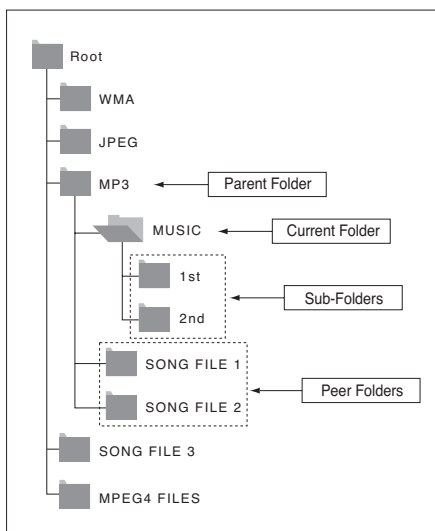 Root
WMA
JPEG
MP3
Parent Folder
MUSIC
Current Folder
1st
Sub-Folders
2nd
SONG FILE 1
Peer Folders
SONG FILE 2
SONG FILE 3
MPEG4 FILES